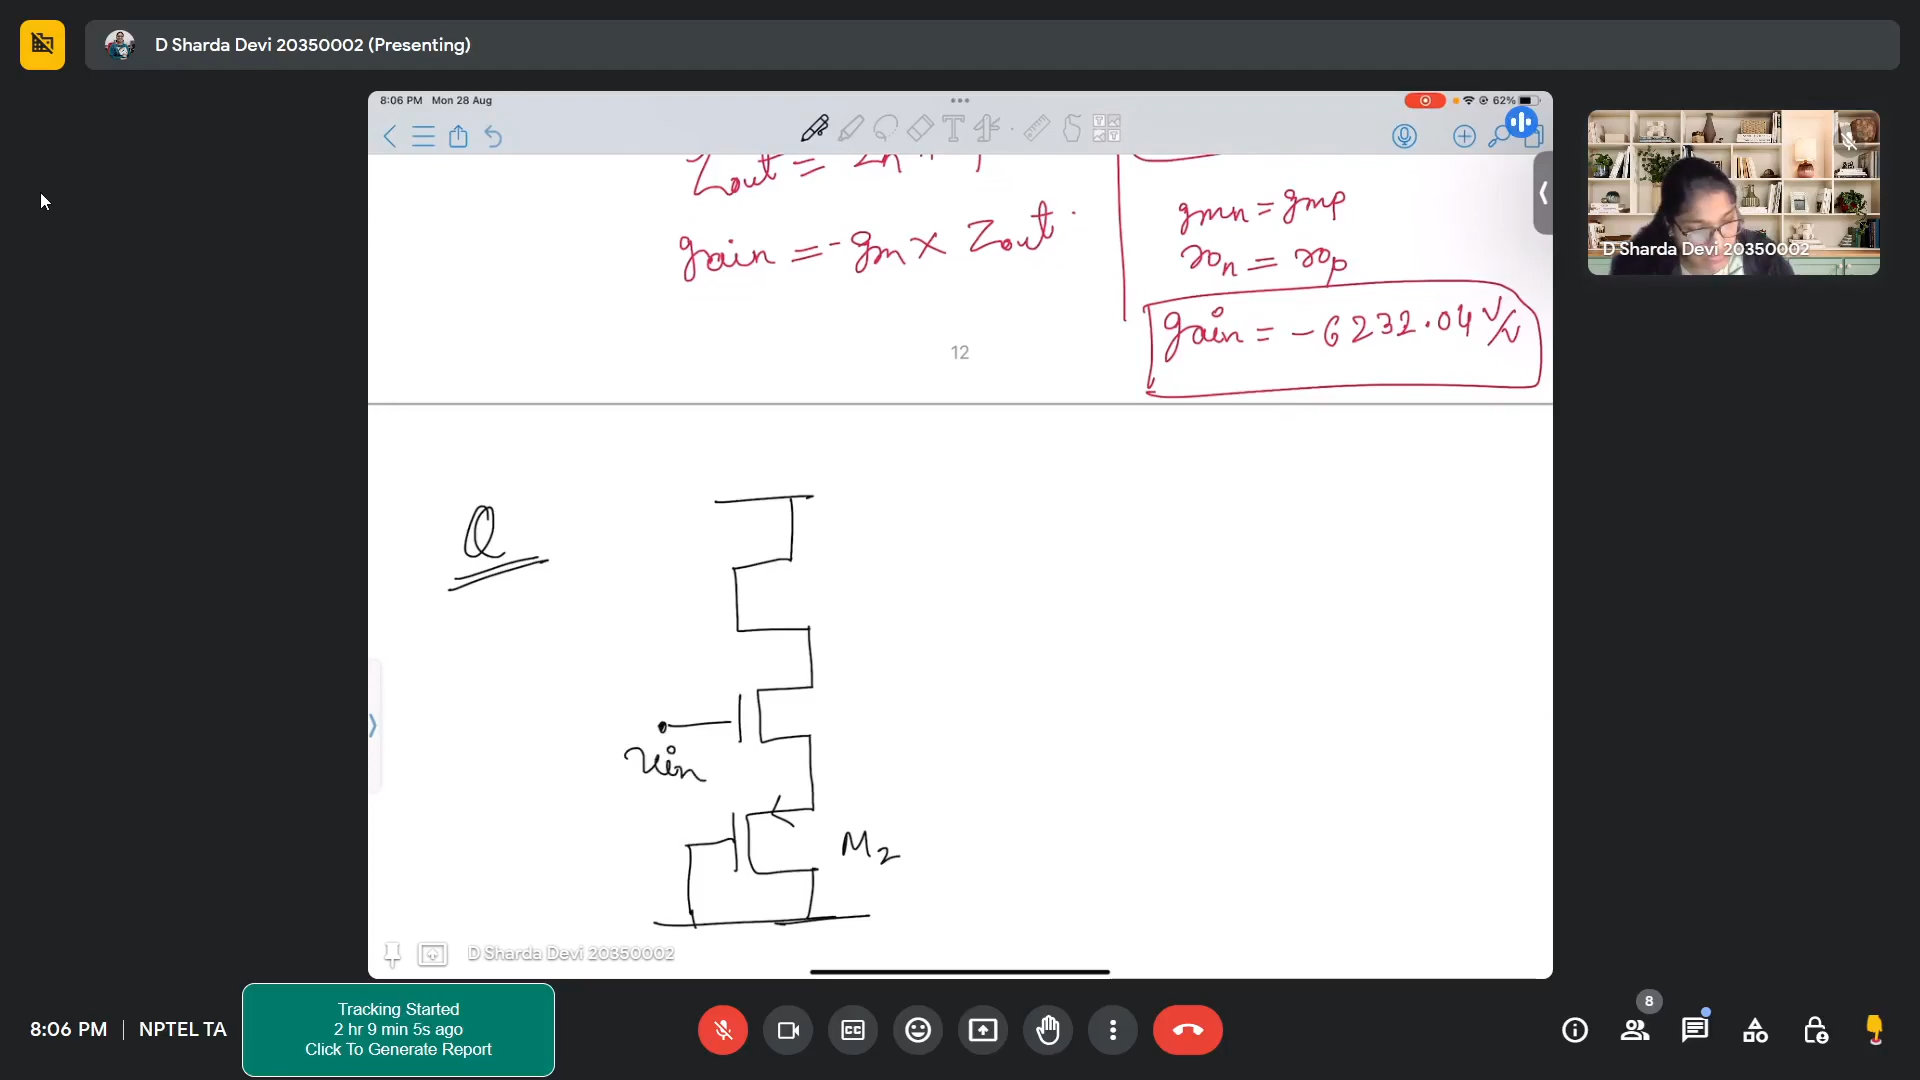 D Sharda Devi 20350002 (Presenting)
8:06 PM Mon 28 Aug
62%
Zout =
gain = - gm x Zout
gmn = gmp
ron = rop
gain = - 6232.04 V/V
12
Q
vin
M2
D Sharda Devi 20350002
D Sharda Devi 20350002
8:06 PM | NPTEL TA
Tracking Started
2 hr 9 min 5s ago
Click To Generate Report
8